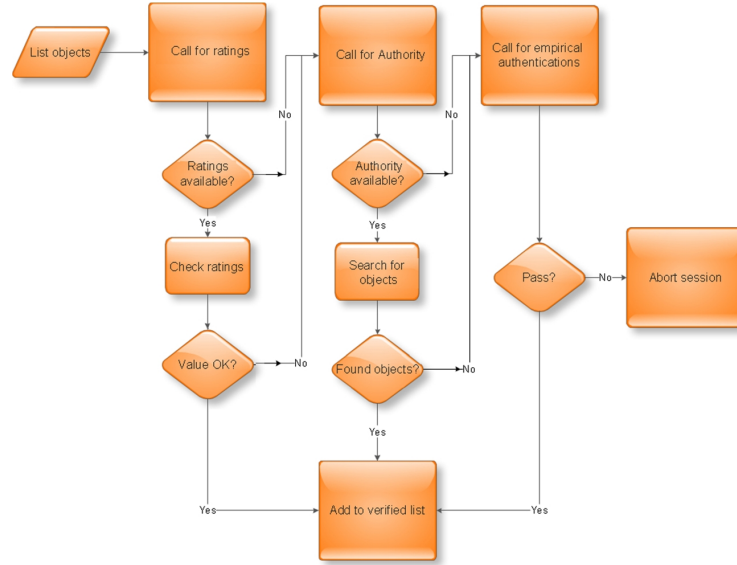 List objects
Call for ratings
Call for Authority
Call for empirical
authentications
No
No
Ratings
available?
Authority
available?
Yes
Yes
Check ratings
Search for
objects
Pass?
No
Abort session
Value OK?
No
Found objects?
No
Yes
Yes
Add to verified list
Yes